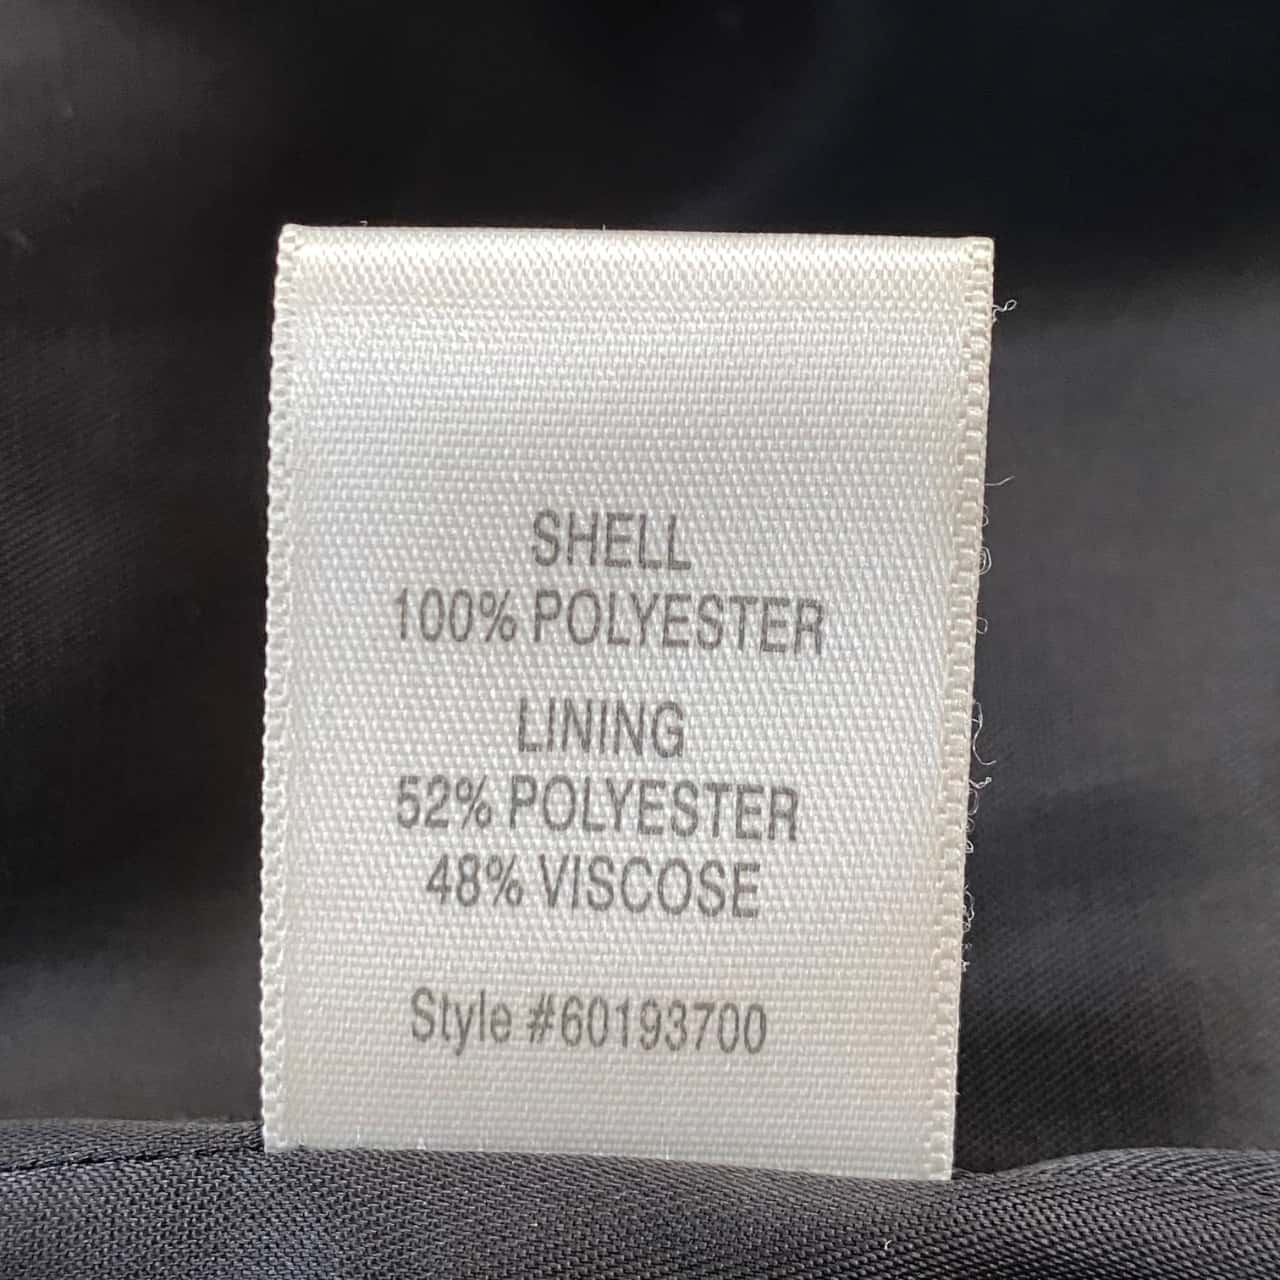 SHELL
100% POLYESTER
LINING
52% POLYESTER
48% VISCOSE
Style #60193700